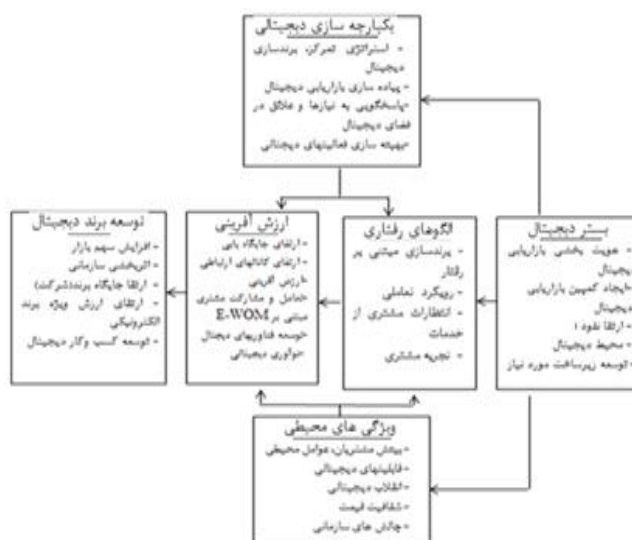 یکپارچه سازی دیجیتالی
- استراتژی تمرکز، برندسازی
دیجیتال
- پیاده سازی بازاریابی دیجیتال
-پاسخگویی به نیازها و علائق در
فضای دیجیتال
-بهینه سازی فعالیتهای دیجیتالی
بستر دیجیتال
- هویت بخشی بازاریابی
دیجیتال
-ایجاد کمپین بازاریابی
دیجیتال
- ارتقا نفوذ
محیط دیجیتال
-توسعه زیرساخت مورد نیاز
الگوهای رفتاری
- برندسازی مبتنی بر
رفتار
- رویکرد تعاملی
- انتظارات مشتری از
خدمات
- تجربه مشتری
ارزش آفرینی
-ارتقای جایگاه یابی
-ارتقای کانالهای ارتباطی
-ارزش آفرینی
-تعامل و مشارکت مشتری
مبتنی بر E-WOM
-توسعه فناوریهای دیجتال
-نوآوری دیجیتالی
توسعه برند دیجیتال
-افزایش سهم بازار
-اثربخشی سازمانی
-ارتقا جایگاه برند(شرکت)
- ارتقای ارزش ویژه برند
الکترونیکی
-توسعه کسب وکار دیجیتال
ویژگی های محیطی
-بینش مشتریان، عوامل محیطی
-قابلیتهای دیجیتالی
-انقلاب دیجیتالی
-شفافیت قیمت
-چالش های سازمانی